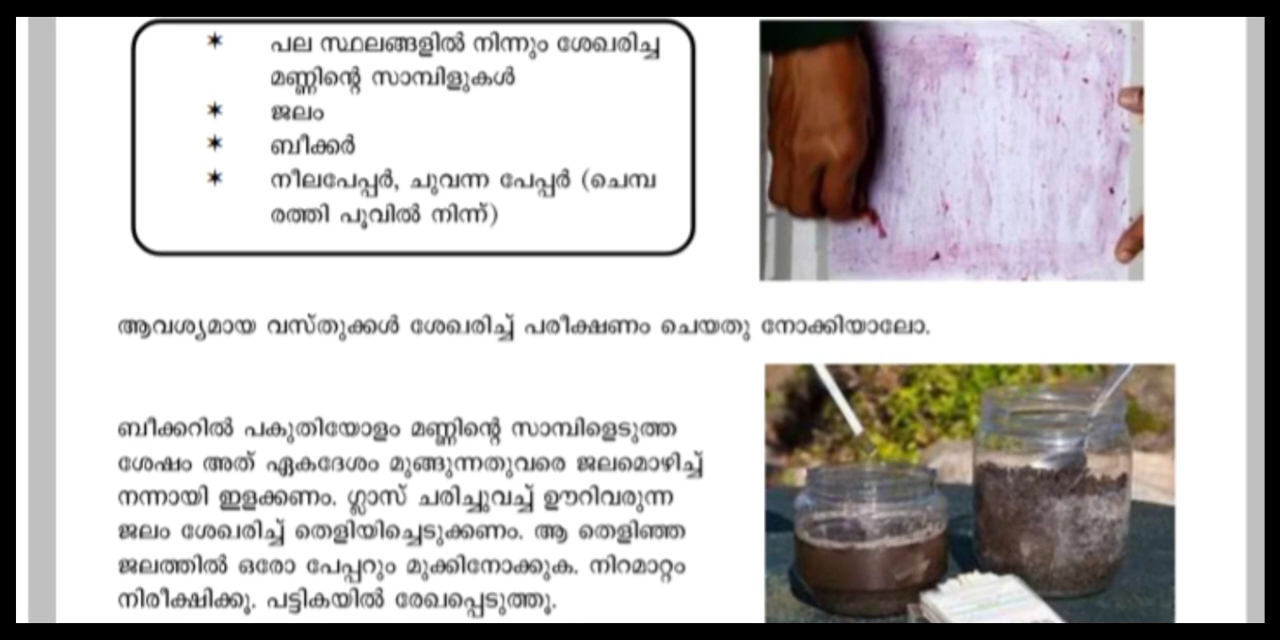 ✶ പല സ്ഥലങ്ങളിൽ നിന്നും ശേഖരിച്ച
മണ്ണിന്റെ സാമ്പിളുകൾ
✶ ജലം
✶ ബീക്കർ
✶ നീലപേപ്പർ, ചുവന്ന പേപ്പർ (ചെമ്പ
രത്തി പൂവിൽ നിന്ന്)
ആവശ്യമായ വസ്തുക്കൾ ശേഖരിച്ച് പരീക്ഷണം ചെയതു നോക്കിയാലോ.
ബീക്കറിൽ പകുതിയോളം മണ്ണിന്റെ സാമ്പിളെടുത്ത
ശേഷം അത് ഏകദേശം മുങ്ങുന്നതുവരെ ജലമൊഴിച്ച്
നന്നായി ഇളക്കണം. ഗ്ലാസ് ചരിച്ചുവച്ച് ഊറിവരുന്ന
ജലം ശേഖരിച്ച് തെളിയിച്ചെടുക്കണം. ആ തെളിഞ്ഞ
ജലത്തിൽ ഒരോ പേപ്പറും മുക്കിനോക്കുക. നിറമാറ്റം
നിരീക്ഷിക്കൂ. പട്ടികയിൽ രേഖപ്പെടുത്തൂ.